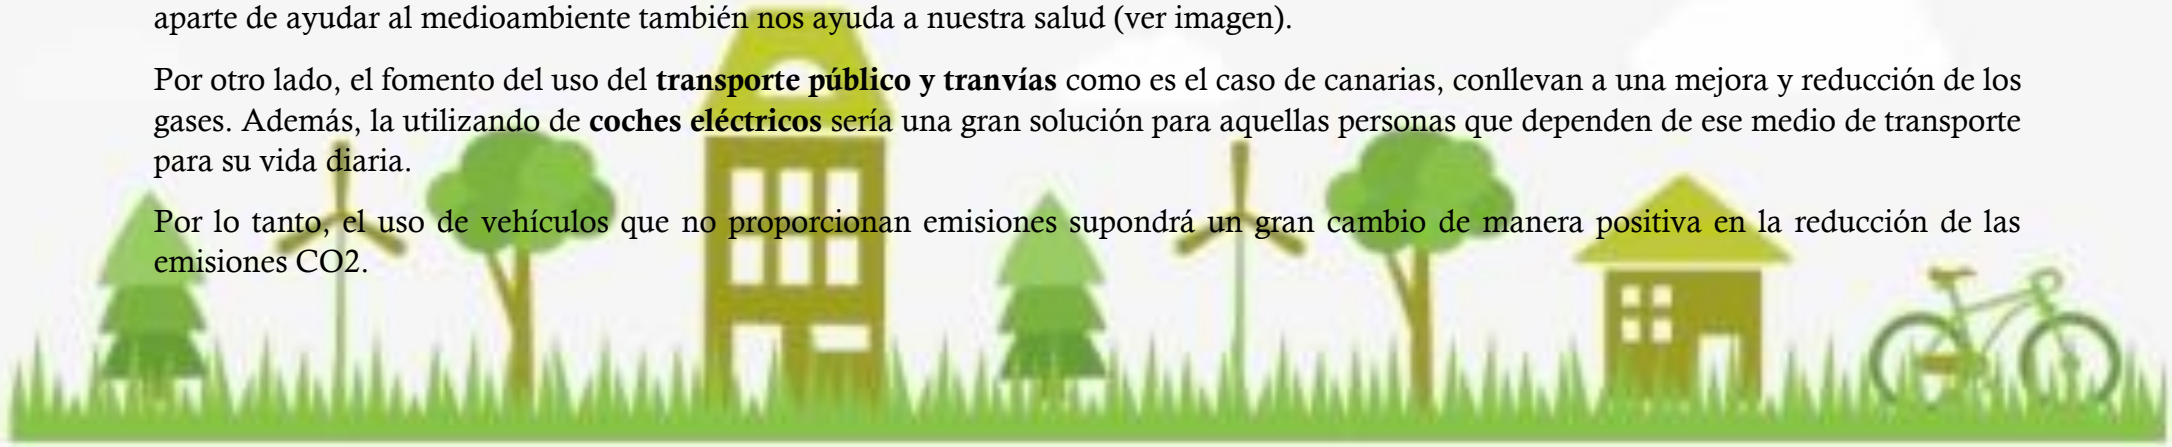 aparte de ayudar al medioambiente también nos ayuda a nuestra salud (ver imagen).
Por otro lado, el fomento del uso del transporte público y tranvías como es el caso de canarias, conllevan a una mejora y reducción de los
gases. Además, la utilizando de coches eléctricos sería una gran solución para aquellas personas que dependen de ese medio de transporte
para su vida diaria.
Por lo tanto, el uso de vehículos que no proporcionan emisiones supondrá un gran cambio de manera positiva en la reducción de las
emisiones CO2.